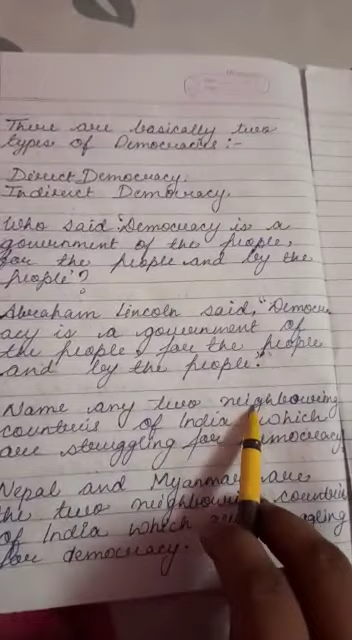 There are basically two
types of Democracies :-
Direct Democracy.
Indirect Democracy.
Who said "Democracy is a
government of the people,
for the people and by the
people"?
Abraham Lincoln said, "Democr
acy is a government of
the people, for the people
and by the people."
Name any two neighbouring
countries of India which
are struggling for democracy
Nepal and Myanmar are
the two neighbouring countries
of India which are
for democracy.